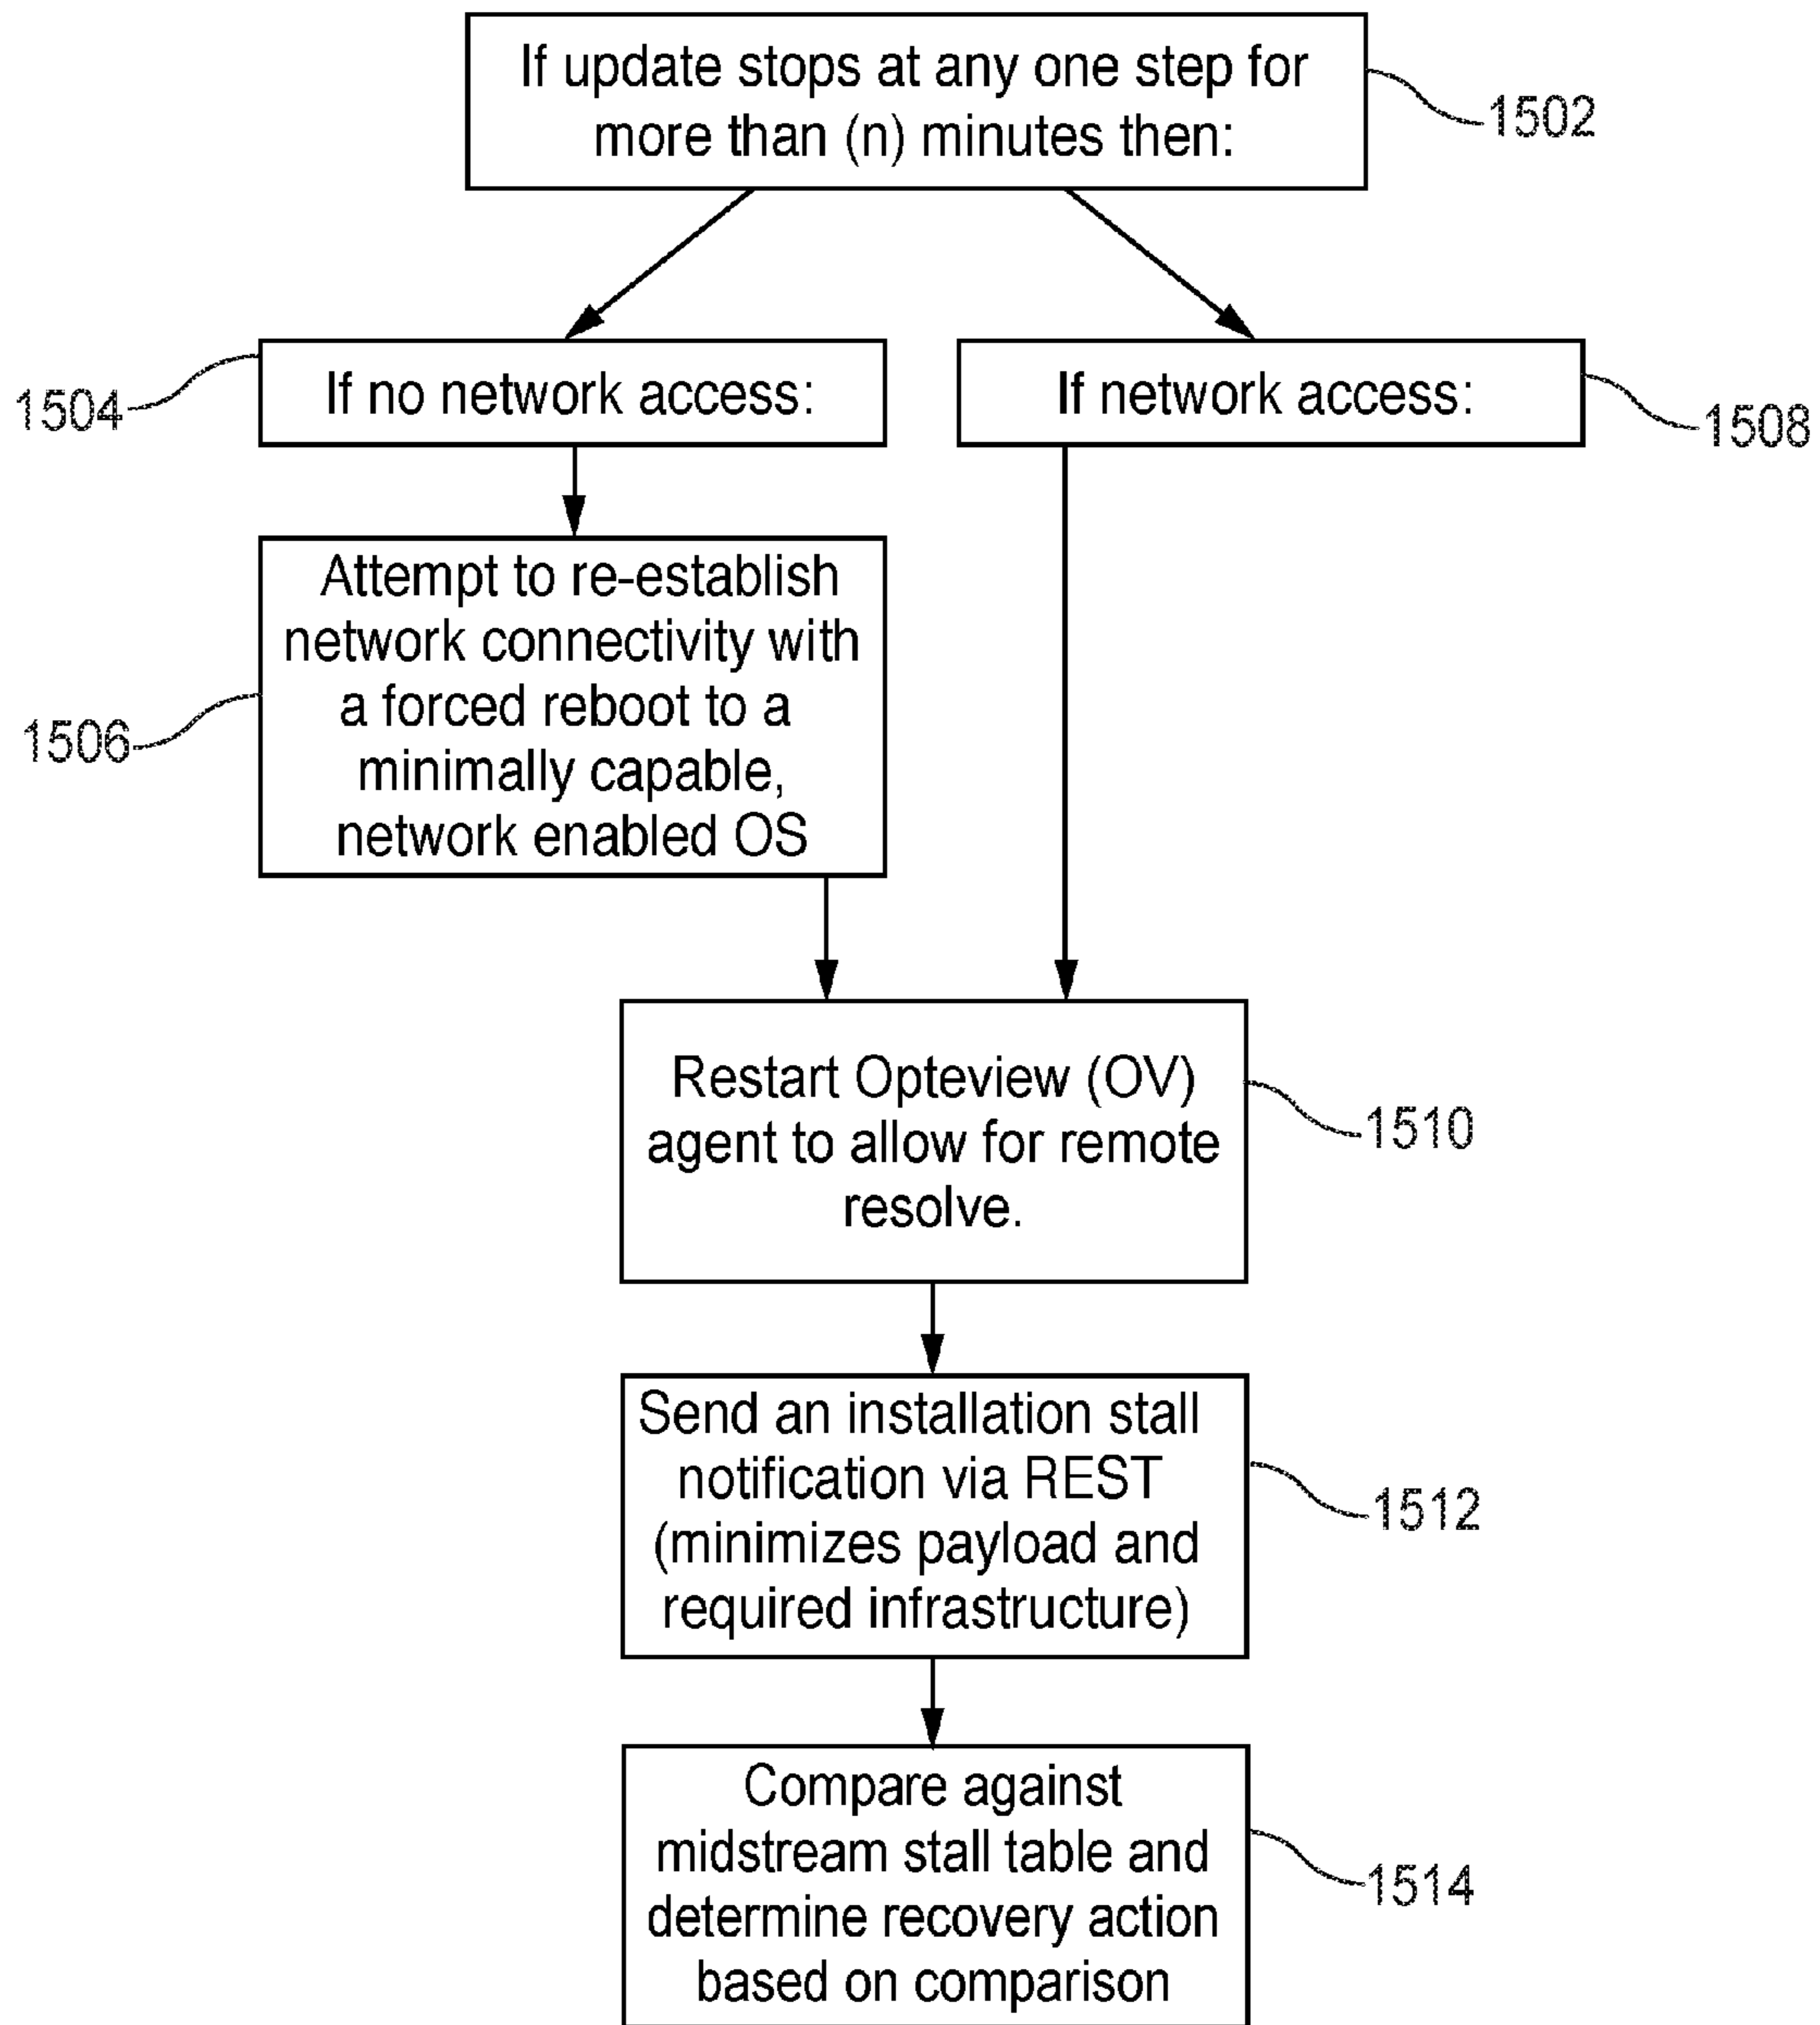 If update stops at any one step for
more than (n) minutes then:
1502
If no network access:
1504
If network access:
1508
Attempt to re-establish
network connectivity with
a forced reboot to a
minimally capable,
network enabled OS
1506
Restart Opteview (OV)
agent to allow for remote
resolve.
1510
Send an installation stall
notification via REST
(minimizes payload and
required infrastructure)
1512
Compare against
midstream stall table and
determine recovery action
based on comparison
1514